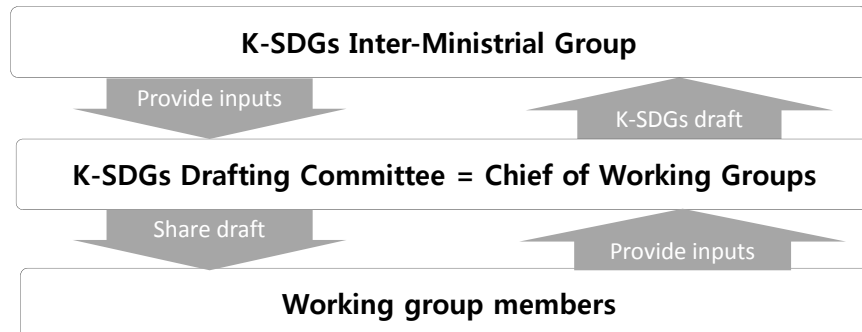 K-SDGs Inter-Ministrial Group
Provide inputs
K-SDGs draft
K-SDGs Drafting Committee = Chief of Working Groups
Share draft
Provide inputs
Working group members